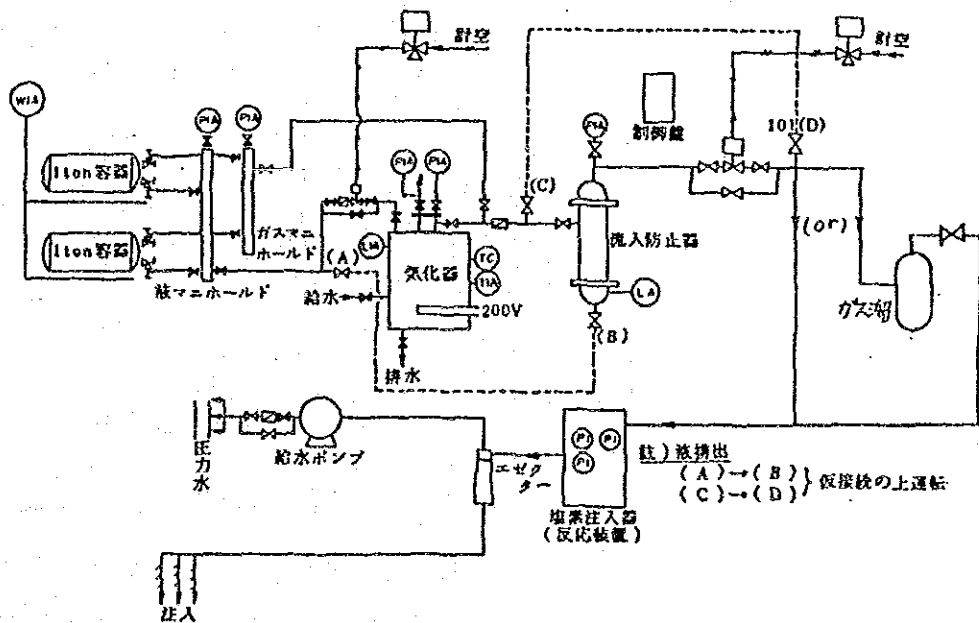 計空
計空
WIA
PIA
PIA
制御盤
101(D)
PIA
1ton容器
(C)
PIA
PIA
(or)
ガスマニ
ホールド
流入防止器
1ton容器
(A)
TC
気化器
TIA
LA
液マニホールド
給水
200V
ガス溜
(B)
排水
圧力水
給水ポンプ
PI
PI
PI
註)液排出
エゼク
ター
(A)→(B)
(C)→(D)
仮接続の上運転
塩素注入器
(反応装置)
注入